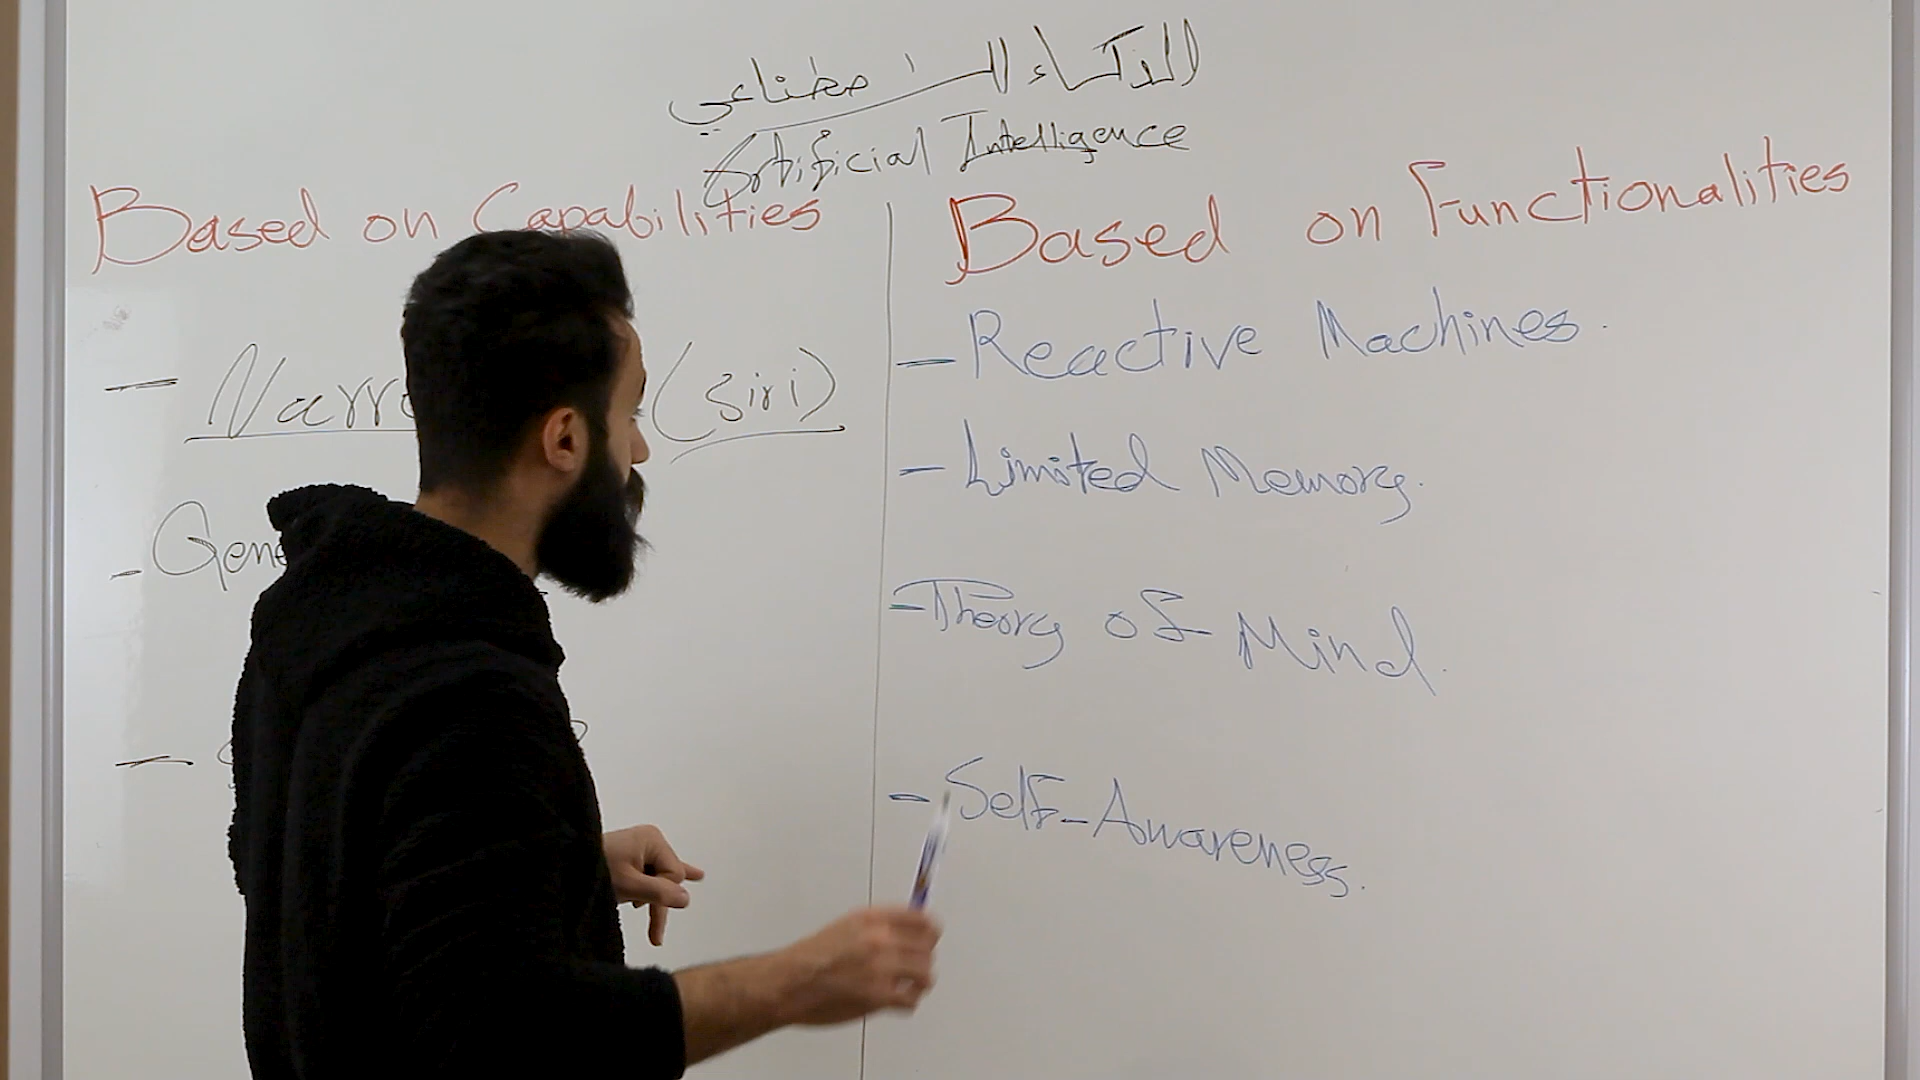 الذكاء الاصطناعي
Artificial Intelligence
Based on Capabilities
- (Siri)
-
-
Based on Functionalities
- Reactive Machines.
- Limited Memory.
- Theory of Mind.
- Self-Awareness.